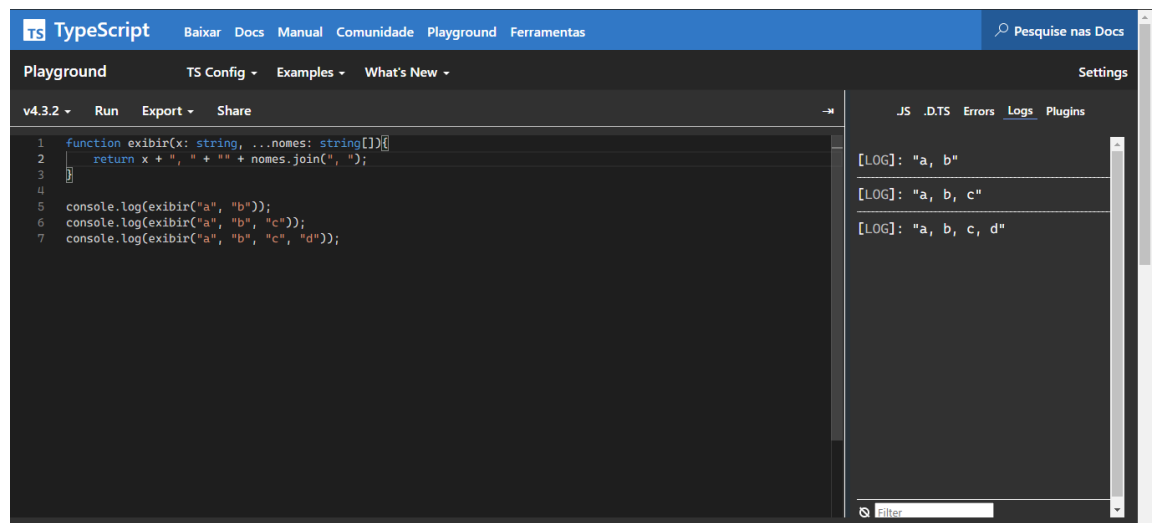 TS TypeScript Baixar Docs Manual Comunidade Playground Ferramentas Pesquise nas Docs
Playground TS Config Examples What's New Settings
v4.3.2 Run Export Share .JS .D.TS Errors Logs Plugins
1 function exibir(x: string, ...nomes: string[]){
2 return x + ", " + "" + nomes.join(", ");
3 }
4
5 console.log(exibir("a", "b"));
6 console.log(exibir("a", "b", "c"));
7 console.log(exibir("a", "b", "c", "d"));
[LOG]: "a, b"
[LOG]: "a, b, c"
[LOG]: "a, b, c, d"
Filter